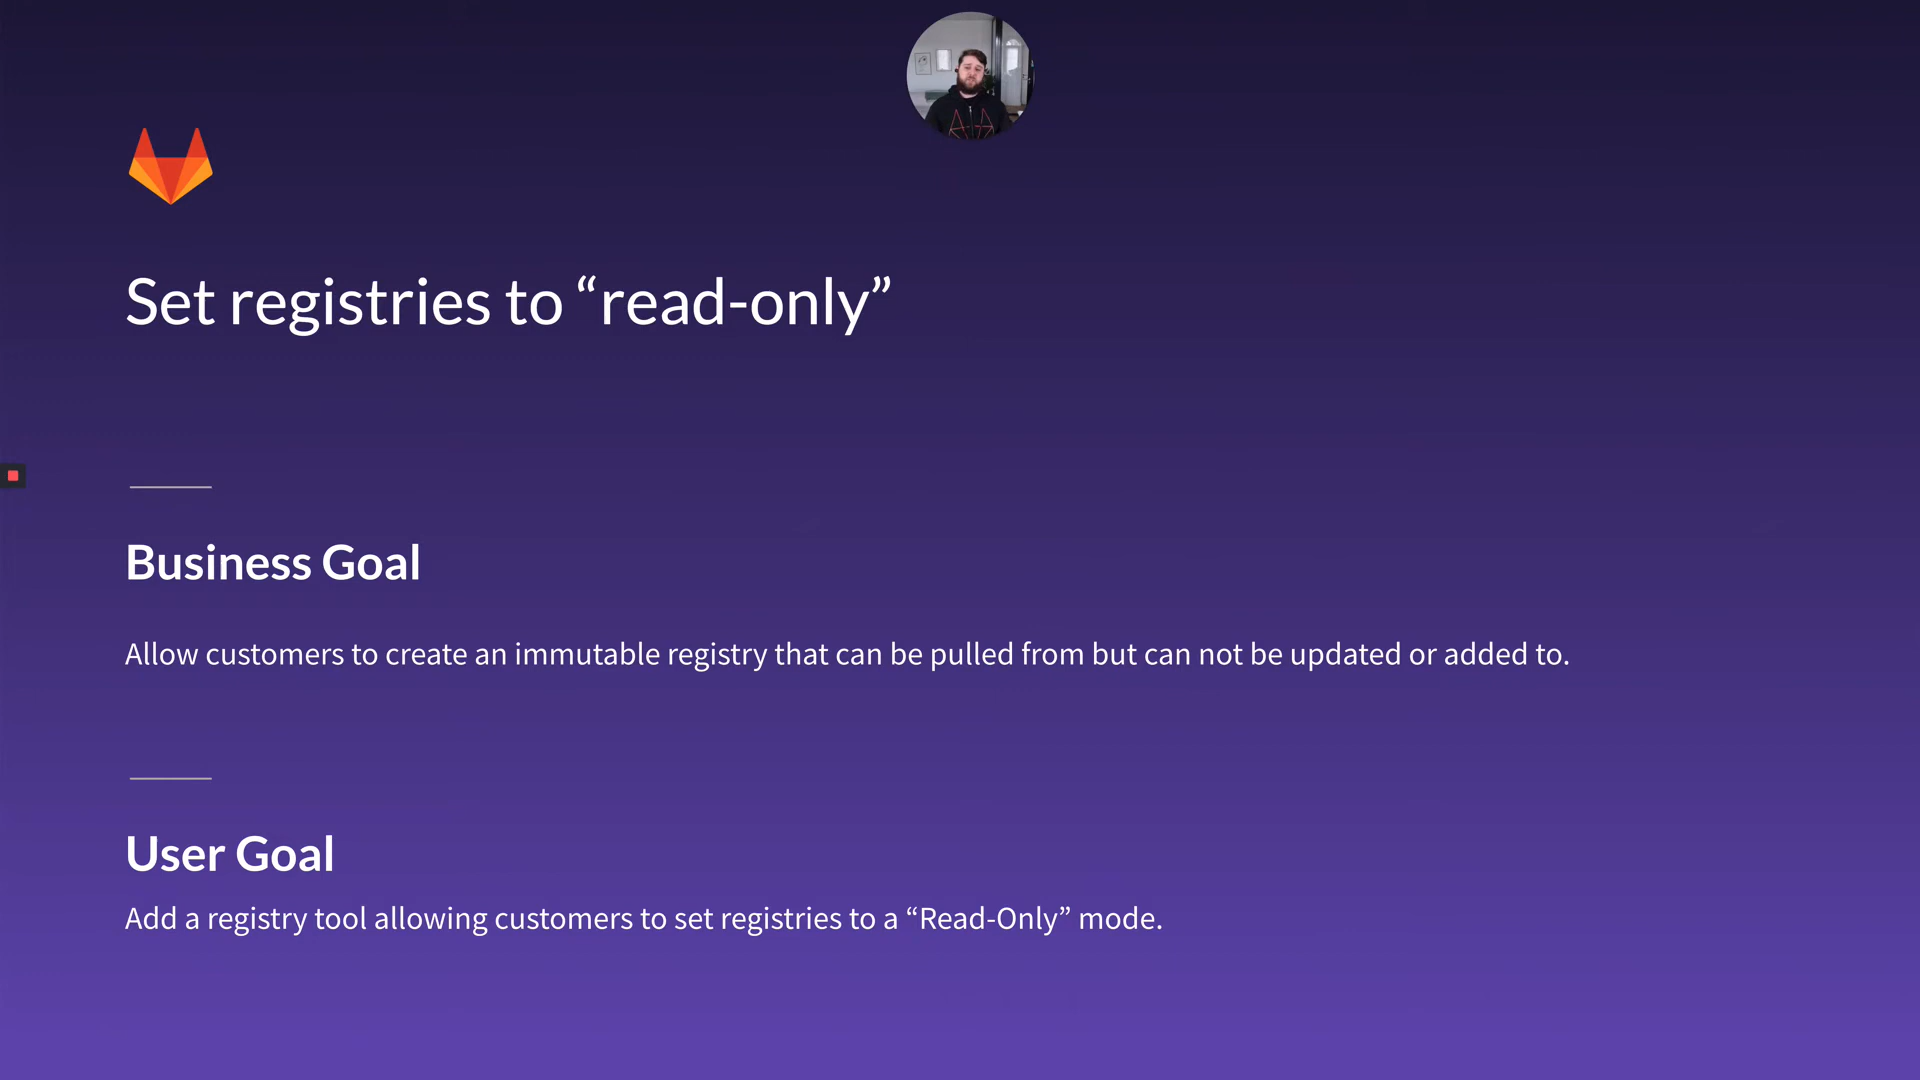 Set registries to “read-only”
Business Goal
Allow customers to create an immutable registry that can be pulled from but can not be updated or added to.
User Goal
Add a registry tool allowing customers to set registries to a “Read-Only” mode.